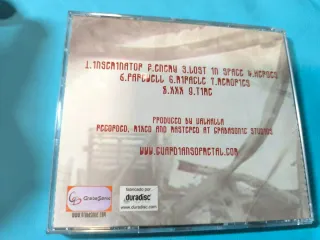 1.INSEMINATOR 2.ENEMY 3.LOST IN SPACE 4.HEROES
6.FAREWELL 6.MIRACLE 7.MEMORIES
8.XXX 9.TIME
PRODUCED BY VALHALLA
RECORDED, MIXED AND MASTERED AT GRABASONIC STUDIOS
WWW.GUARDIANSOFMETAL.COM
GrabaSonic
fabricado por
duradisc
www.duradisc.com